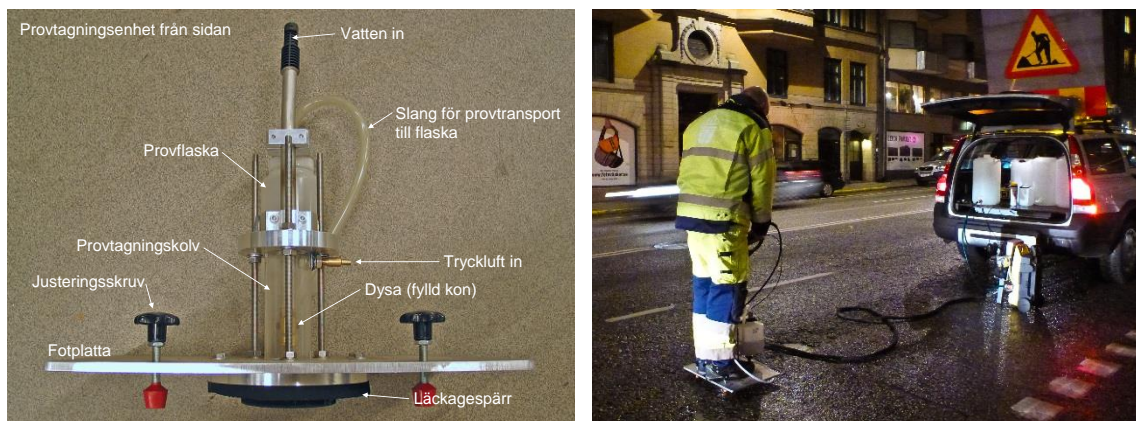 Provtagningsenhet från sidan
Vatten in
Slang för provtransport
till flaska
Provflaska
Provtagningskolv
Tryckluft in
Justeringsskruv
Dysa (fylld kon)
Fotplatta
Läckagespärr